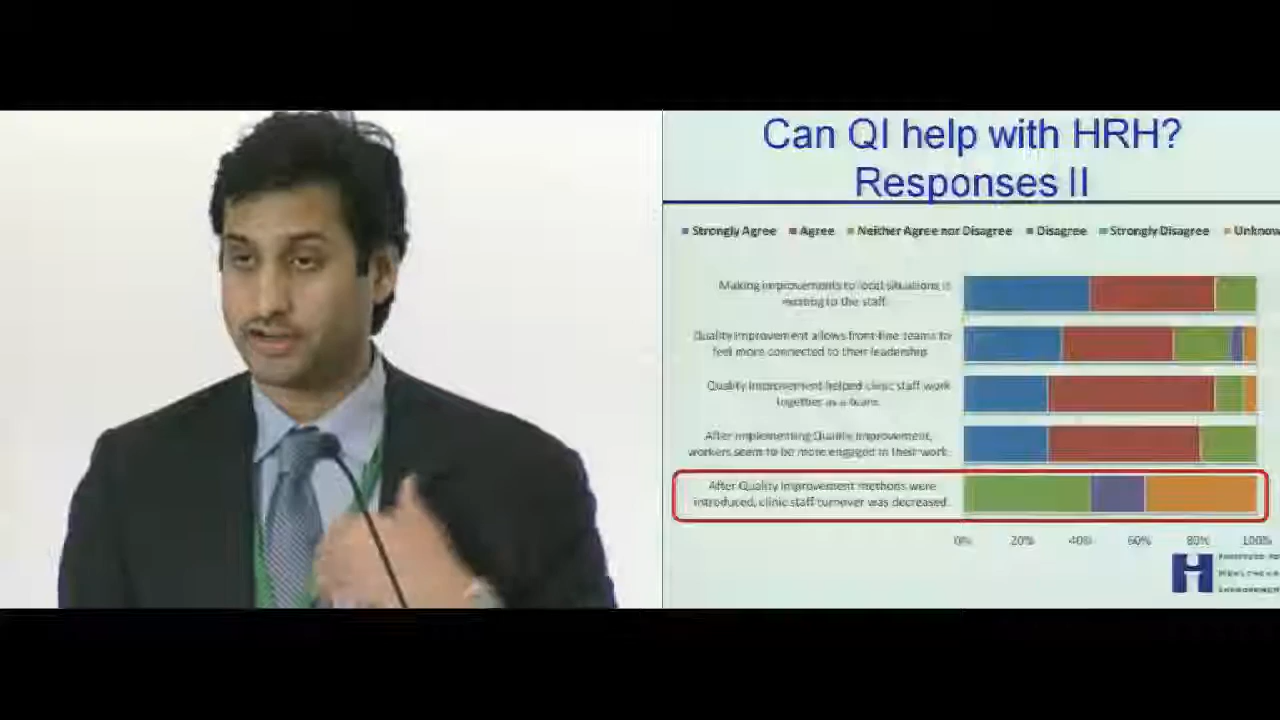 Can QI help with HRH?
Responses II
Strongly Agree Agree Neither Agree nor Disagree Disagree Strongly Disagree Unknow
Making improvements to local situations is
exciting to the staff.
Quality Improvement allows front-line teams to
feel more connected to their leadership
Quality Improvement helped clinic staff work
together as a team.
After implementing Quality Improvement,
workers seem to be more engaged in their work.
After Quality Improvement methods were
introduced, clinic staff turnover was decreased.
0% 20% 40% 60% 80% 100%